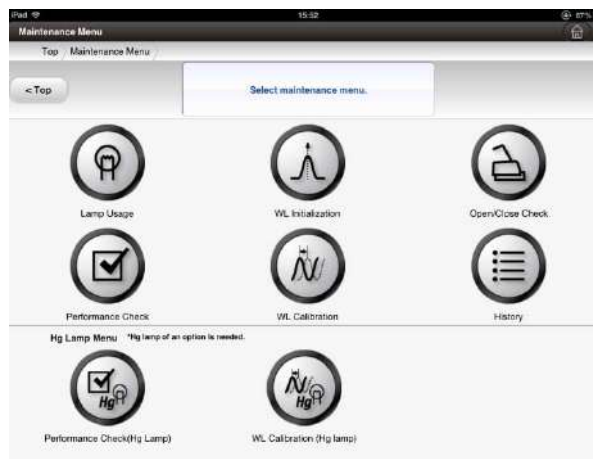 iPad 15:52 87%
Maintenance Menu
Top Maintenance Menu
< Top
Select maintenance menu.
Lamp Usage WL Initialization Open/Close Check
Performance Check WL Calibration History
Hg Lamp Menu *Hg lamp of an option is needed.
Hg Hg
Performance Check(Hg Lamp) WL Calibration (Hg lamp)